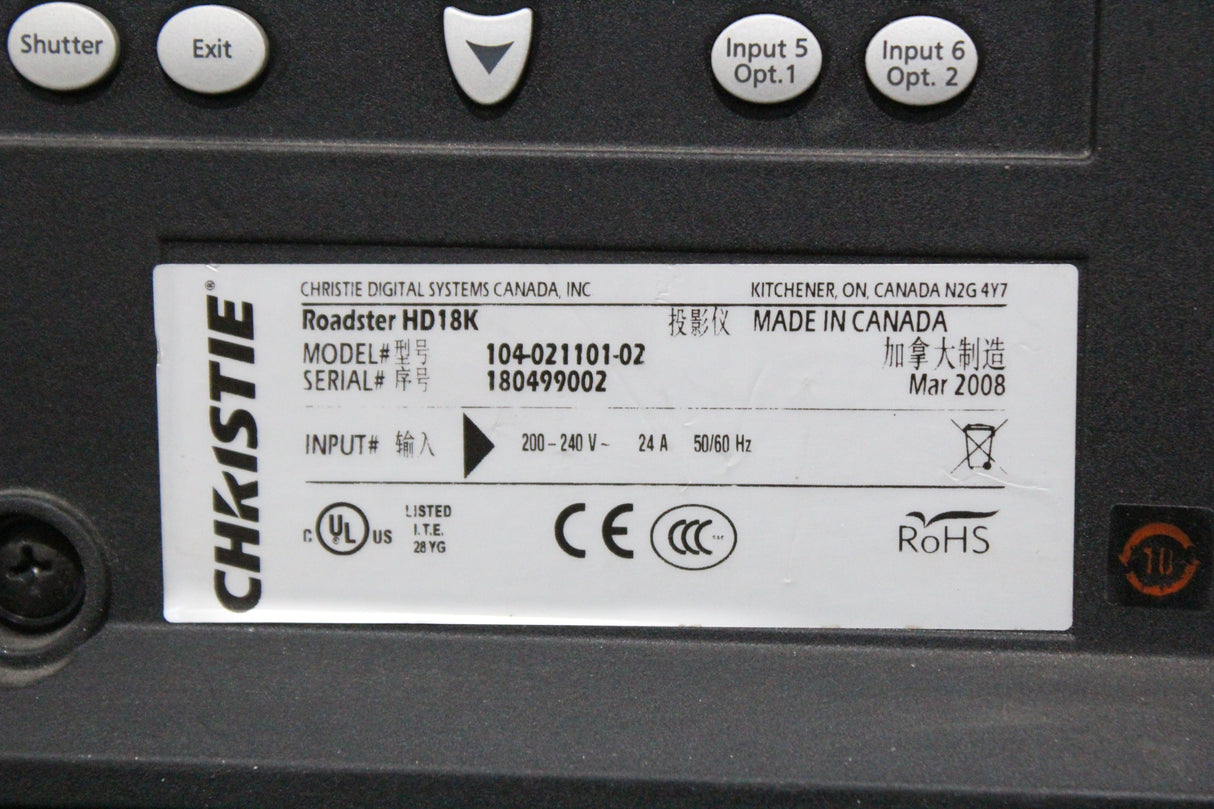 Shutter
Exit
Input 5
Opt.1
Input 6
Opt. 2
CHRISTIE®
CHRISTIE DIGITAL SYSTEMS CANADA, INC KITCHENER, ON, CANADA N2G 4Y7
Roadster HD18K 投影仪 MADE IN CANADA
MODEL# 型号 104-021101-02 加拿大制造
SERIAL# 序号 180499002 Mar 2008
INPUT# 输入 200-240 V~ 24 A 50/60 Hz
C UL US
LISTED
I.T.E.
28 YG
CE
CCC
RoHS
10